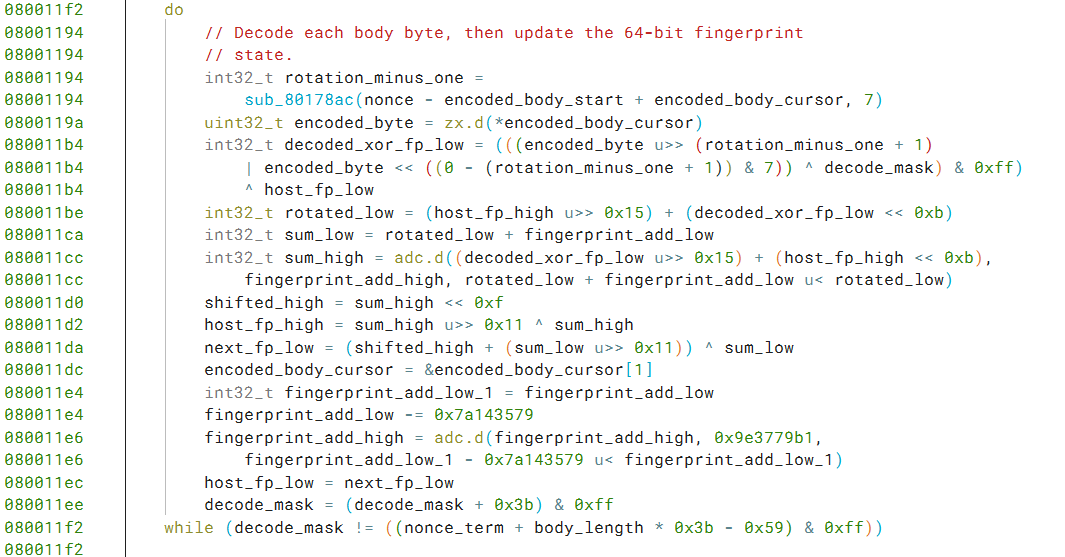 080011f2 do
08001194 // Decode each body byte, then update the 64-bit fingerprint
08001194 // state.
08001194 int32_t rotation_minus_one =
08001194 sub_80178ac(nonce - encoded_body_start + encoded_body_cursor, 7)
0800119a uint32_t encoded_byte = zx.d(*encoded_body_cursor)
080011b4 int32_t decoded_xor_fp_low = (((encoded_byte u>> (rotation_minus_one + 1)
080011b4 | encoded_byte << ((0 - (rotation_minus_one + 1)) & 7)) ^ decode_mask) & 0xff)
080011b4 ^ host_fp_low
080011be int32_t rotated_low = (host_fp_high u>> 0x15) + (decoded_xor_fp_low << 0xb)
080011ca int32_t sum_low = rotated_low + fingerprint_add_low
080011cc int32_t sum_high = adc.d((decoded_xor_fp_low u>> 0x15) + (host_fp_high << 0xb),
080011cc fingerprint_add_high, rotated_low + fingerprint_add_low u< rotated_low)
080011d0 shifted_high = sum_high << 0xf
080011d2 host_fp_high = sum_high u>> 0x11 ^ sum_high
080011da next_fp_low = (shifted_high + (sum_low u>> 0x11)) ^ sum_low
080011dc encoded_body_cursor = &encoded_body_cursor[1]
080011e4 int32_t fingerprint_add_low_1 = fingerprint_add_low
080011e4 fingerprint_add_low -= 0x7a143579
080011e6 fingerprint_add_high = adc.d(fingerprint_add_high, 0x9e3779b1,
080011e6 fingerprint_add_low_1 - 0x7a143579 u< fingerprint_add_low_1)
080011ec host_fp_low = next_fp_low
080011ee decode_mask = (decode_mask + 0x3b) & 0xff
080011f2 while (decode_mask != ((nonce_term + body_length * 0x3b - 0x59) & 0xff))
080011f2